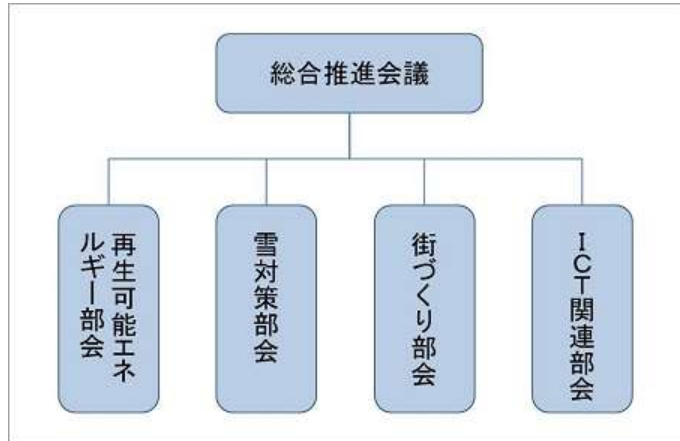 総合推進会議
再生可能エネ
ルギー部会
雪対策部会
街づくり部会
ICT関連部会